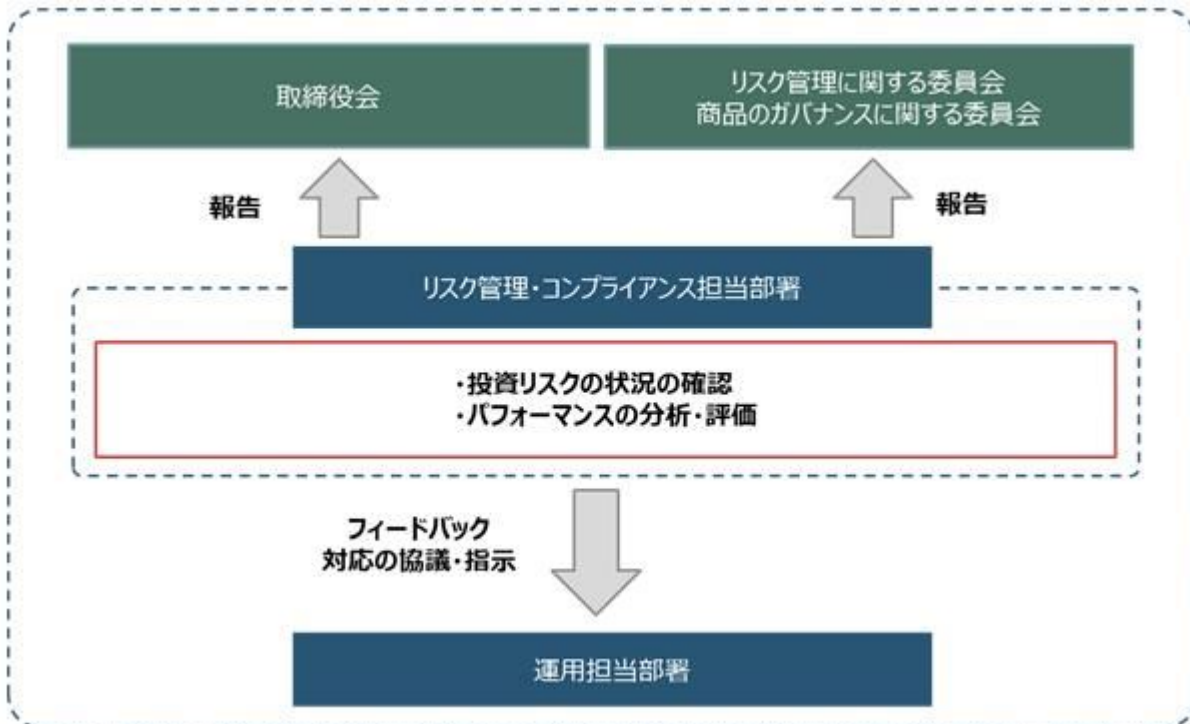 取締役会
リスク管理に関する委員会
商品のガバナンスに関する委員会
報告
報告
リスク管理・コンプライアンス担当部署
・投資リスクの状況の確認
・パフォーマンスの分析・評価
フィードバック
対応の協議・指示
運用担当部署